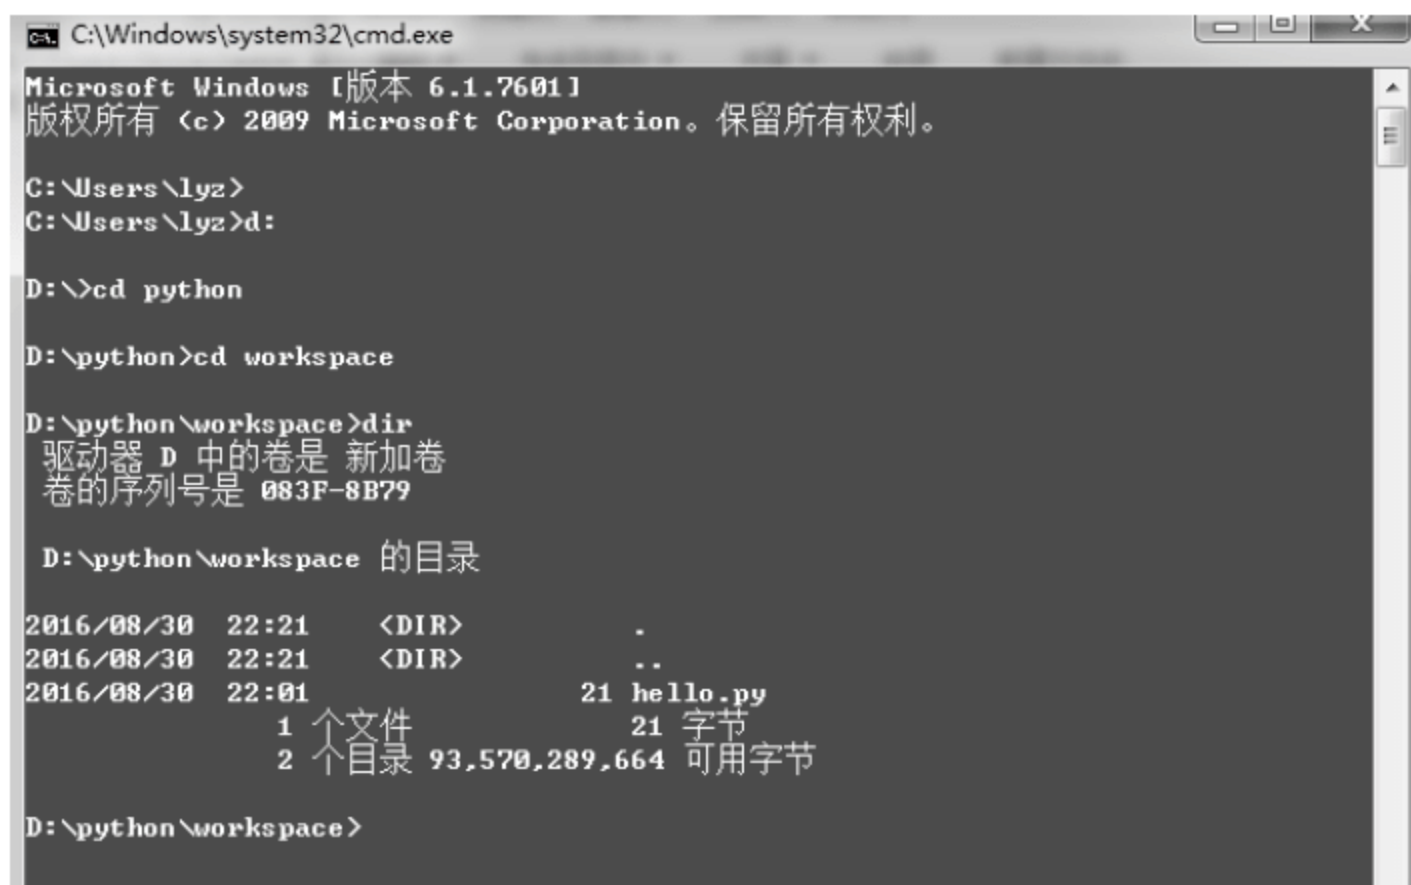 C:\Windows\system32\cmd.exe
Microsoft Windows [版本 6.1.7601]
版权所有 (c) 2009 Microsoft Corporation。保留所有权利。
C:\Users\lyz>
C:\Users\lyz>d:
D:\>cd python
D:\python>cd workspace
D:\python\workspace>dir
驱动器 D 中的卷是 新加卷
卷的序列号是 083F-8B79
D:\python\workspace 的目录
2016/08/30  22:21    <DIR>          .
2016/08/30  22:21    <DIR>          ..
2016/08/30  22:01                21 hello.py
1 个文件             21 字节
2 个目录 93,570,289,664 可用字节
D:\python\workspace>